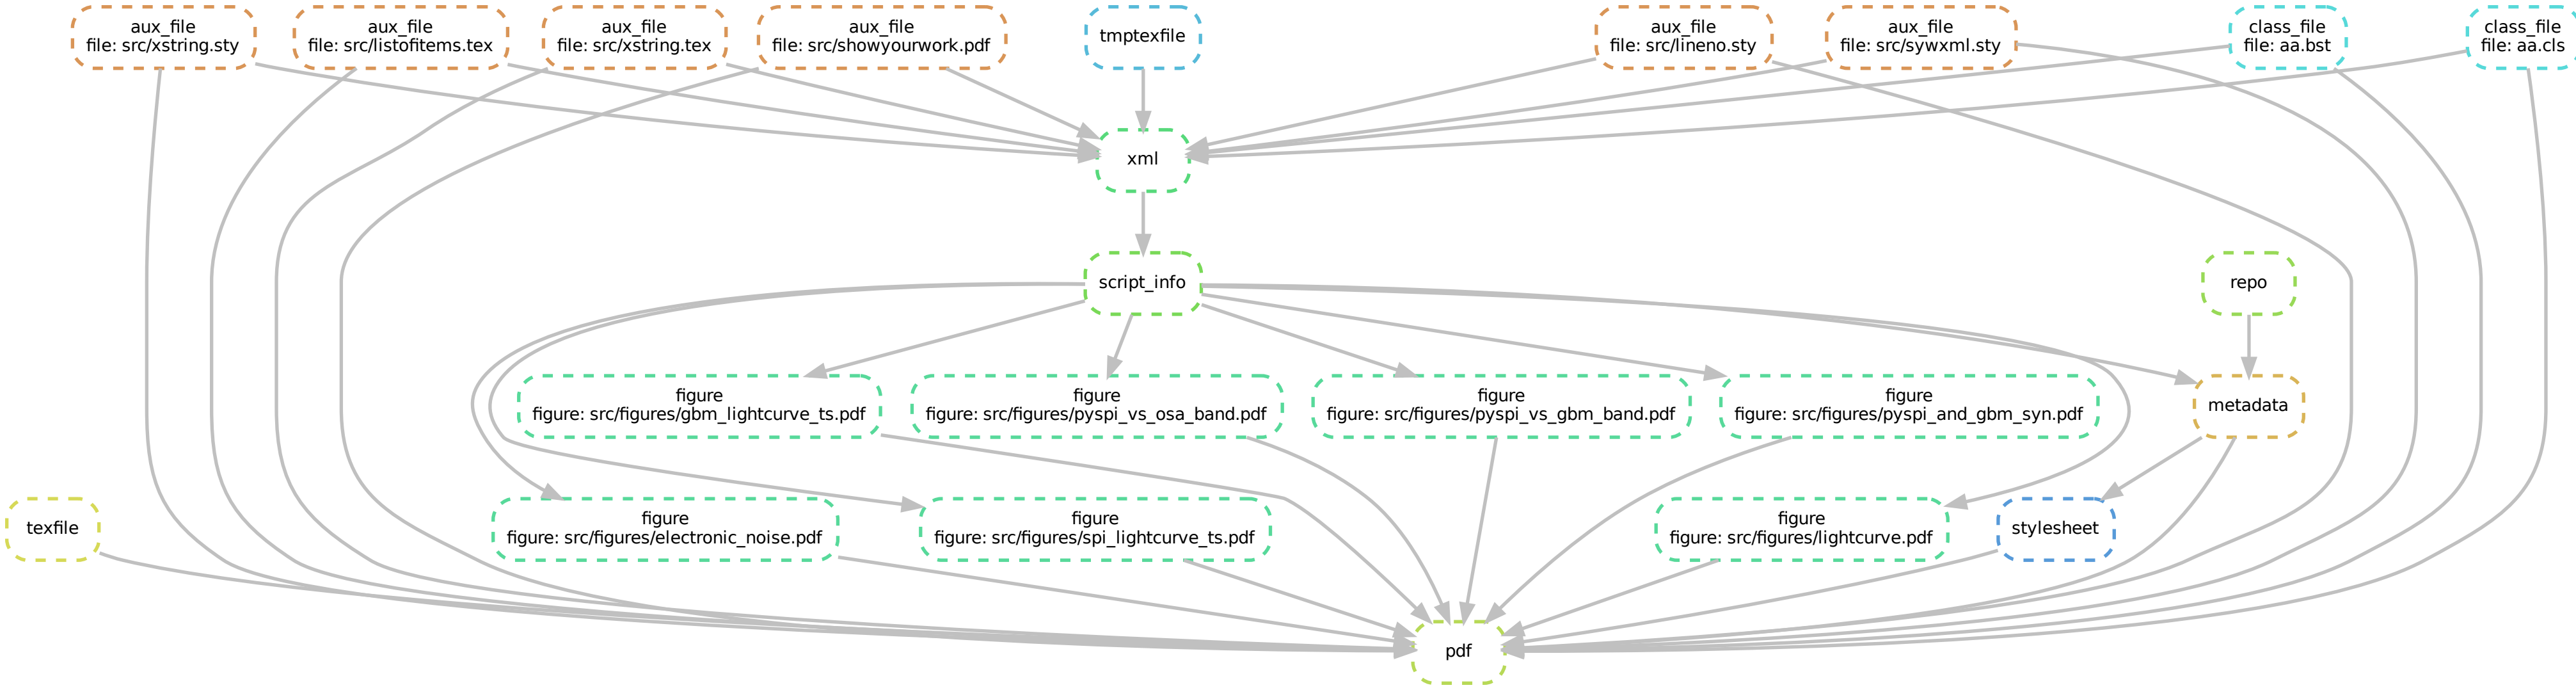 aux_file
file: src/xstring.sty
aux_file
file: src/listofitems.tex
aux_file
file: src/xstring.tex
aux_file
file: src/showyourwork.pdf
tmptexfile
aux_file
file: src/lineno.sty
aux_file
file: src/sywxml.sty
class_file
file: aa.bst
class_file
file: aa.cls
xml
script_info
repo
figure
figure: src/figures/gbm_lightcurve_ts.pdf
figure
figure: src/figures/pyspi_vs_osa_band.pdf
figure
figure: src/figures/pyspi_vs_gbm_band.pdf
figure
figure: src/figures/pyspi_and_gbm_syn.pdf
metadata
texfile
figure
figure: src/figures/electronic_noise.pdf
figure
figure: src/figures/spi_lightcurve_ts.pdf
figure
figure: src/figures/lightcurve.pdf
stylesheet
pdf